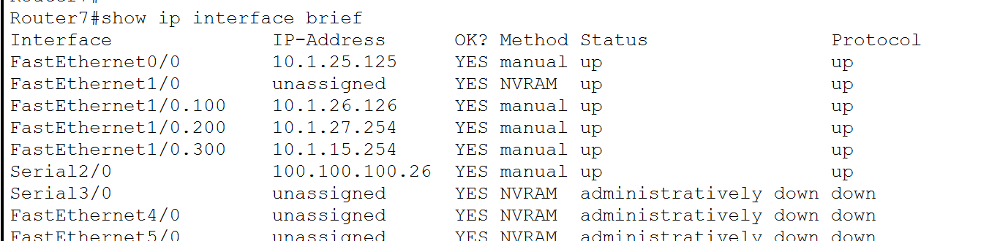 Router7#
Router7#show ip interface brief
Interface IP-Address OK? Method Status Protocol
FastEthernet0/0 10.1.25.125 YES manual up up
FastEthernet1/0 unassigned YES NVRAM up up
FastEthernet1/0.100 10.1.26.126 YES manual up up
FastEthernet1/0.200 10.1.27.254 YES manual up up
FastEthernet1/0.300 10.1.15.254 YES manual up up
Serial2/0 100.100.100.26 YES manual up up
Serial3/0 unassigned YES NVRAM administratively down down
FastEthernet4/0 unassigned YES NVRAM administratively down down
FastEthernet5/0 unassigned YES NVRAM administratively down down